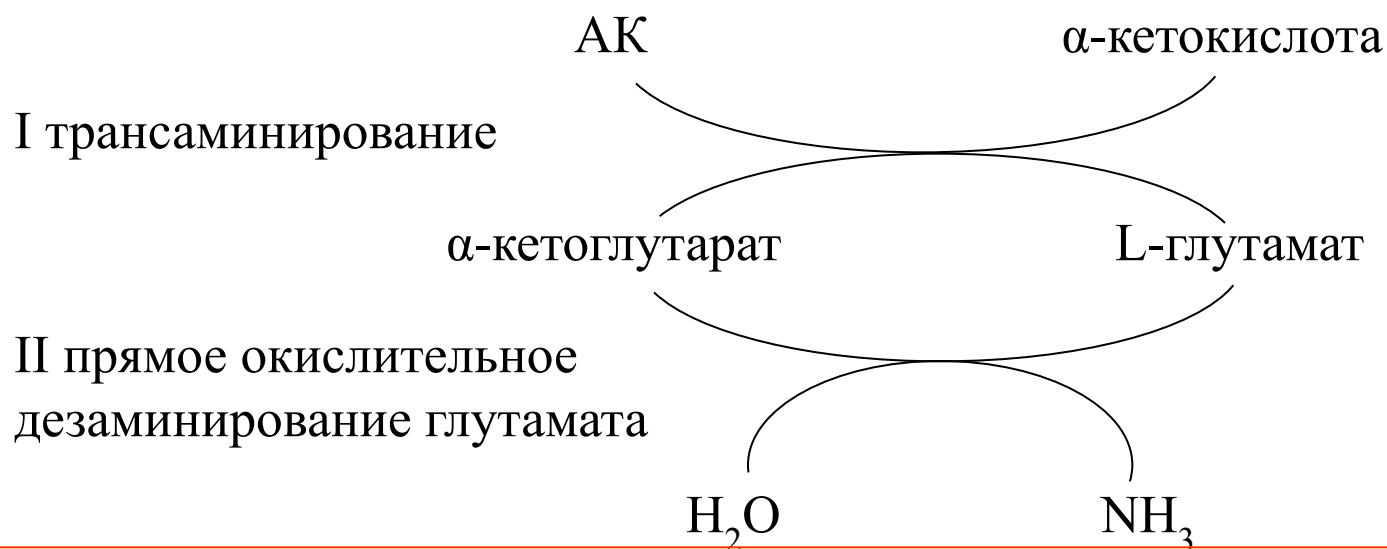 АК α-кетокислота
I трансаминирование
α-кетоглутарат L-глутамат
II прямое окислительное
дезаминирование глутамата
H₂O NH₃